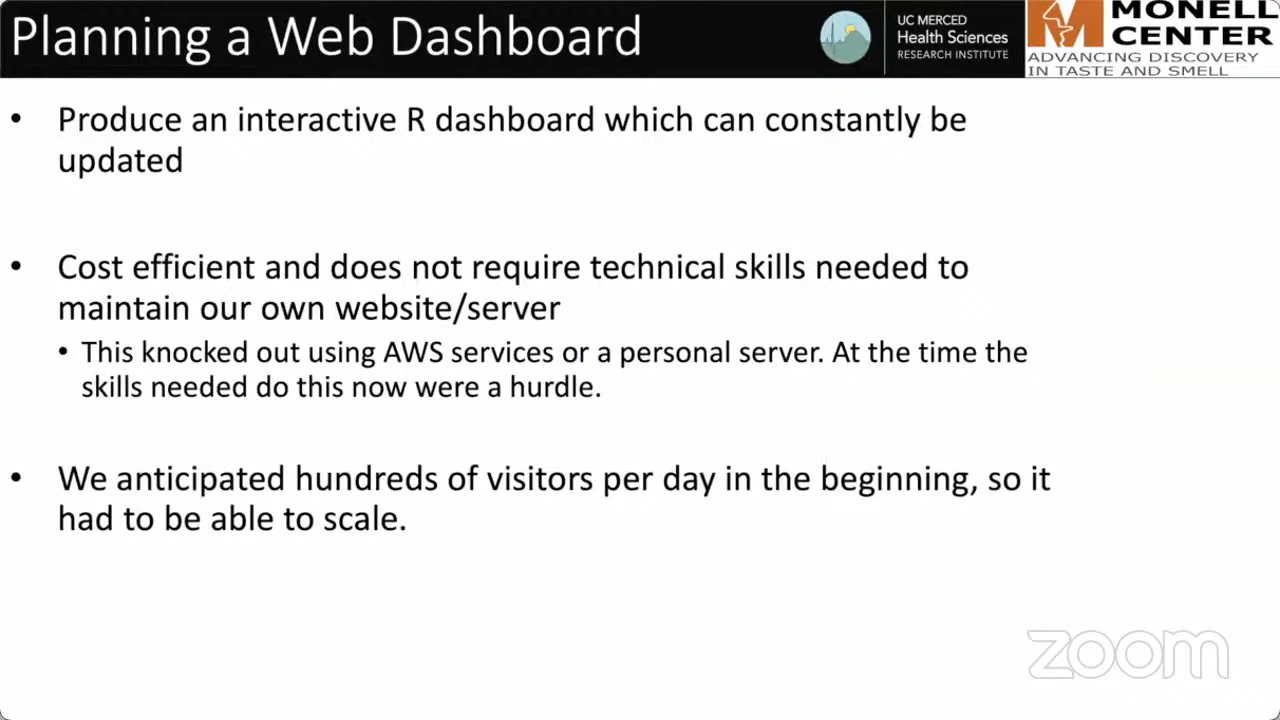 Planning a Web Dashboard
UC MERCED
Health Sciences
RESEARCH INSTITUTE
MONELL
CENTER
ADVANCING DISCOVERY
IN TASTE AND SMELL
• Produce an interactive R dashboard which can constantly be
updated
• Cost efficient and does not require technical skills needed to
maintain our own website/server
• This knocked out using AWS services or a personal server. At the time the
skills needed do this now were a hurdle.
• We anticipated hundreds of visitors per day in the beginning, so it
had to be able to scale.
zoom